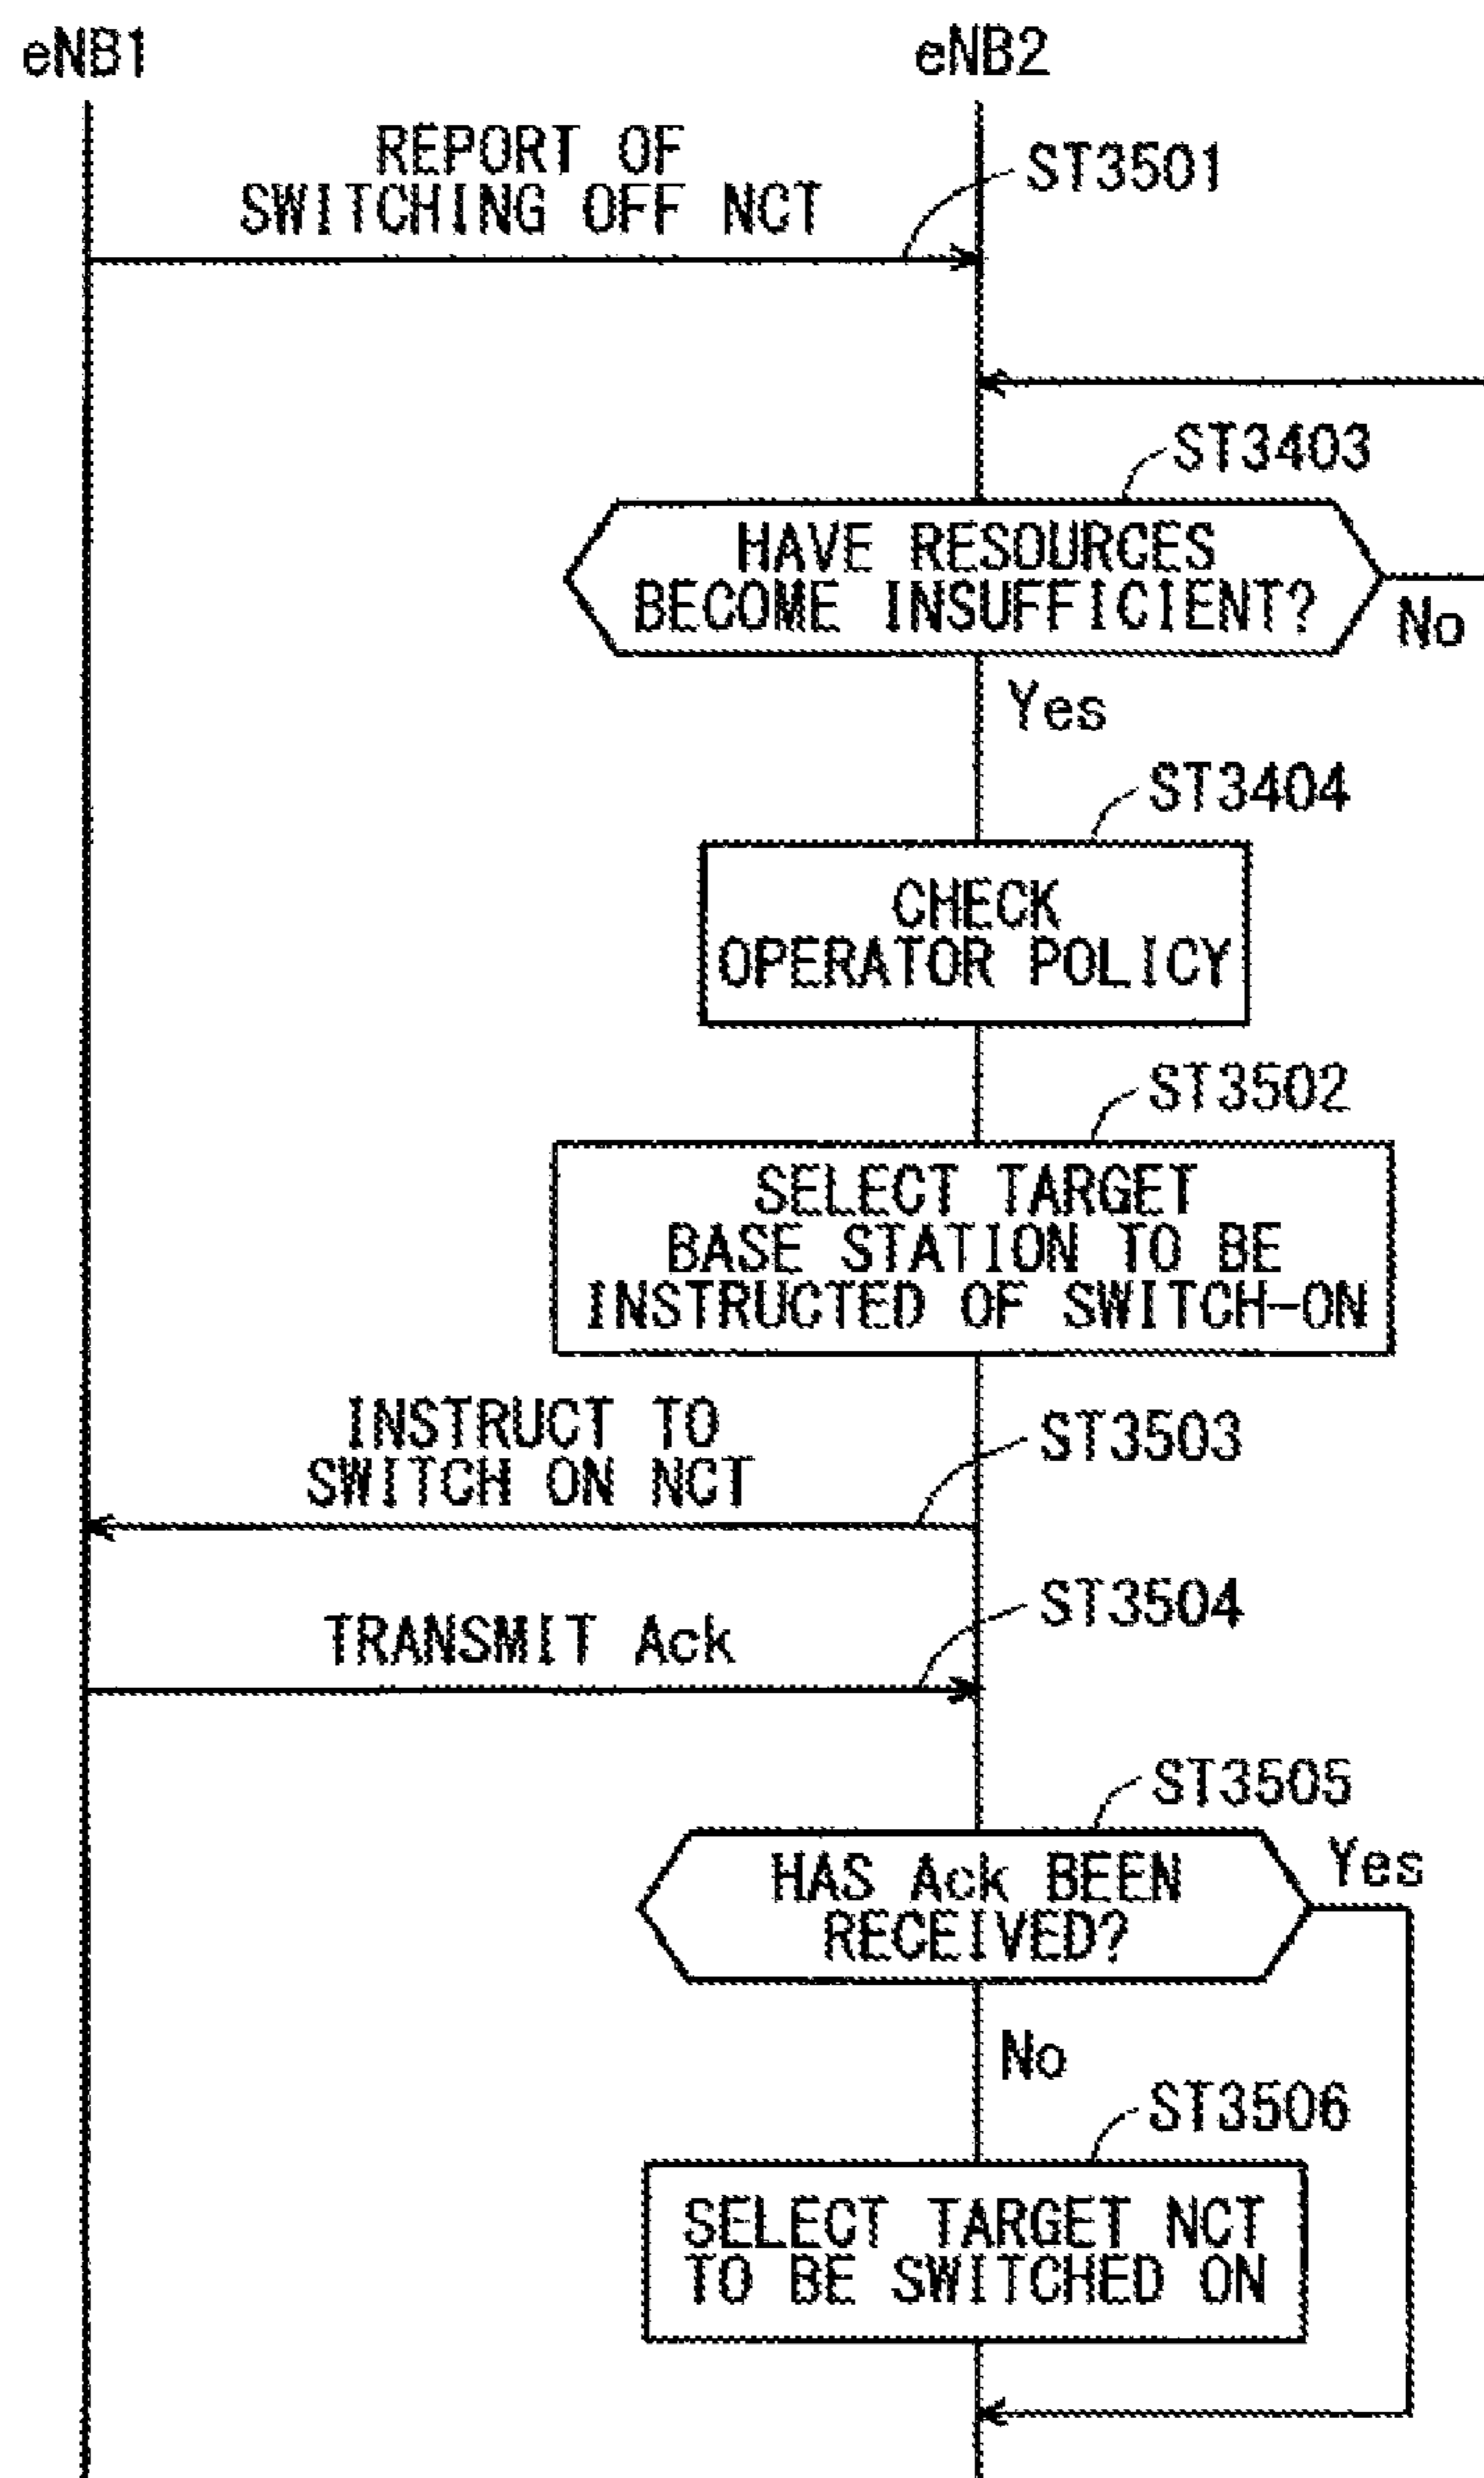 eNB1
eNB2
REPORT OF
SWITCHING OFF NCT
ST3501
ST3403
HAVE RESOURCES
BECOME INSUFFICIENT?
No
Yes
ST3404
CHECK
OPERATOR POLICY
ST3502
SELECT TARGET
BASE STATION TO BE
INSTRUCTED OF SWITCH-ON
INSTRUCT TO
SWITCH ON NCT
ST3503
TRANSMIT Ack
ST3504
ST3505
HAS Ack BEEN
RECEIVED?
Yes
No
ST3506
SELECT TARGET NCT
TO BE SWITCHED ON